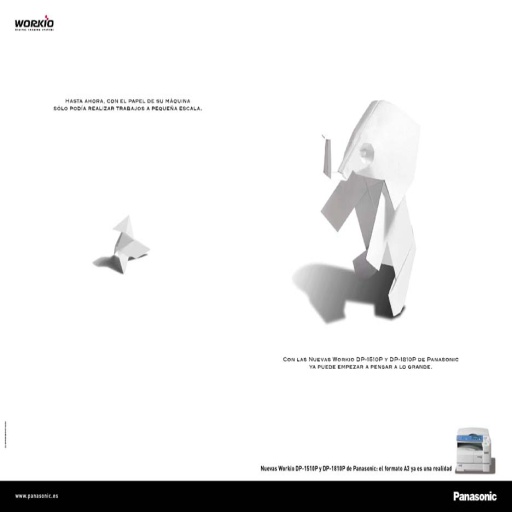 WORKIO
DIGITAL IMAGING SYSTEMS
HASTA AHORA, CON EL PAPEL DE SU MÁQUINA
SÓLO PODÍA REALIZAR TRABAJOS A PEQUEÑA ESCALA.
CON LAS NUEVAS WORKIO DP-1510P Y DP-1810P DE PANASONIC
YA PUEDE EMPEZAR A PENSAR A LO GRANDE.
Nuevas Workio DP-1510P y DP-1810P de Panasonic: el formato A3 ya es una realidad
www.panasonic.es
Panasonic